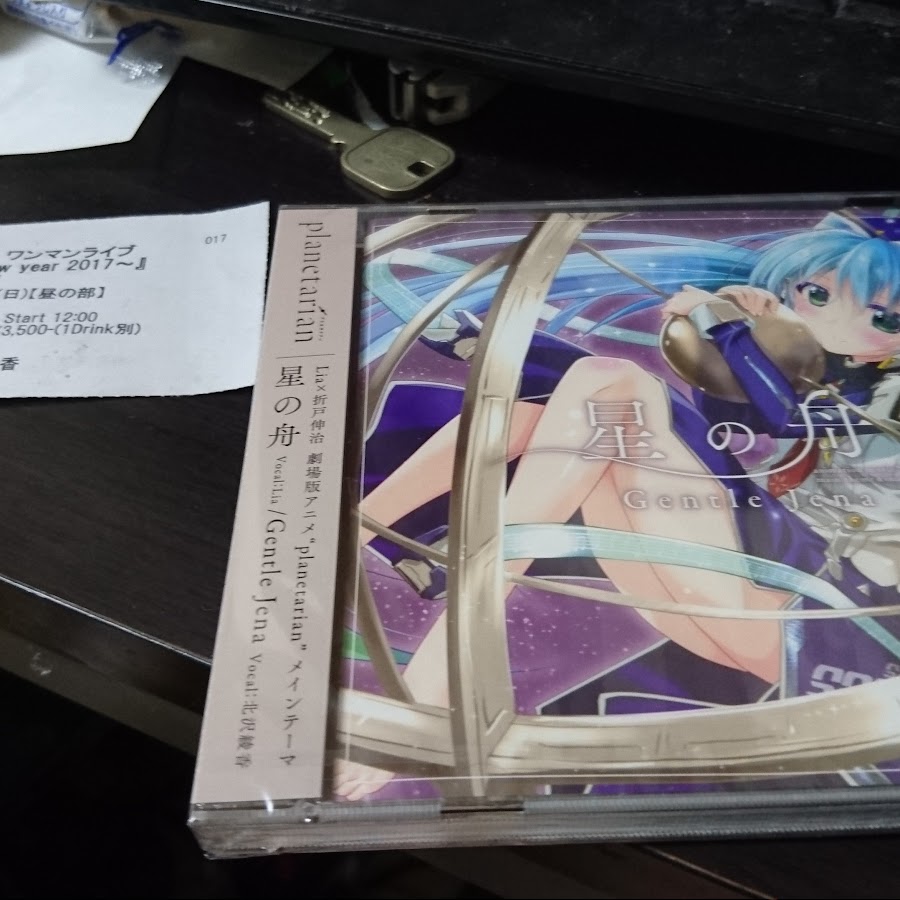 017
ワンマンライブ
w year 2017～』
(日)【昼の部】
Start 12:00
3,500-(1Drink別)
香
planetarian
星の舟 Vocal:Lia/Gentle Jena Vocal:北沢綾香
Lia×折戸伸治 劇場版アニメ“planetarian”メインテーマ
星の舟
Gentle Jena